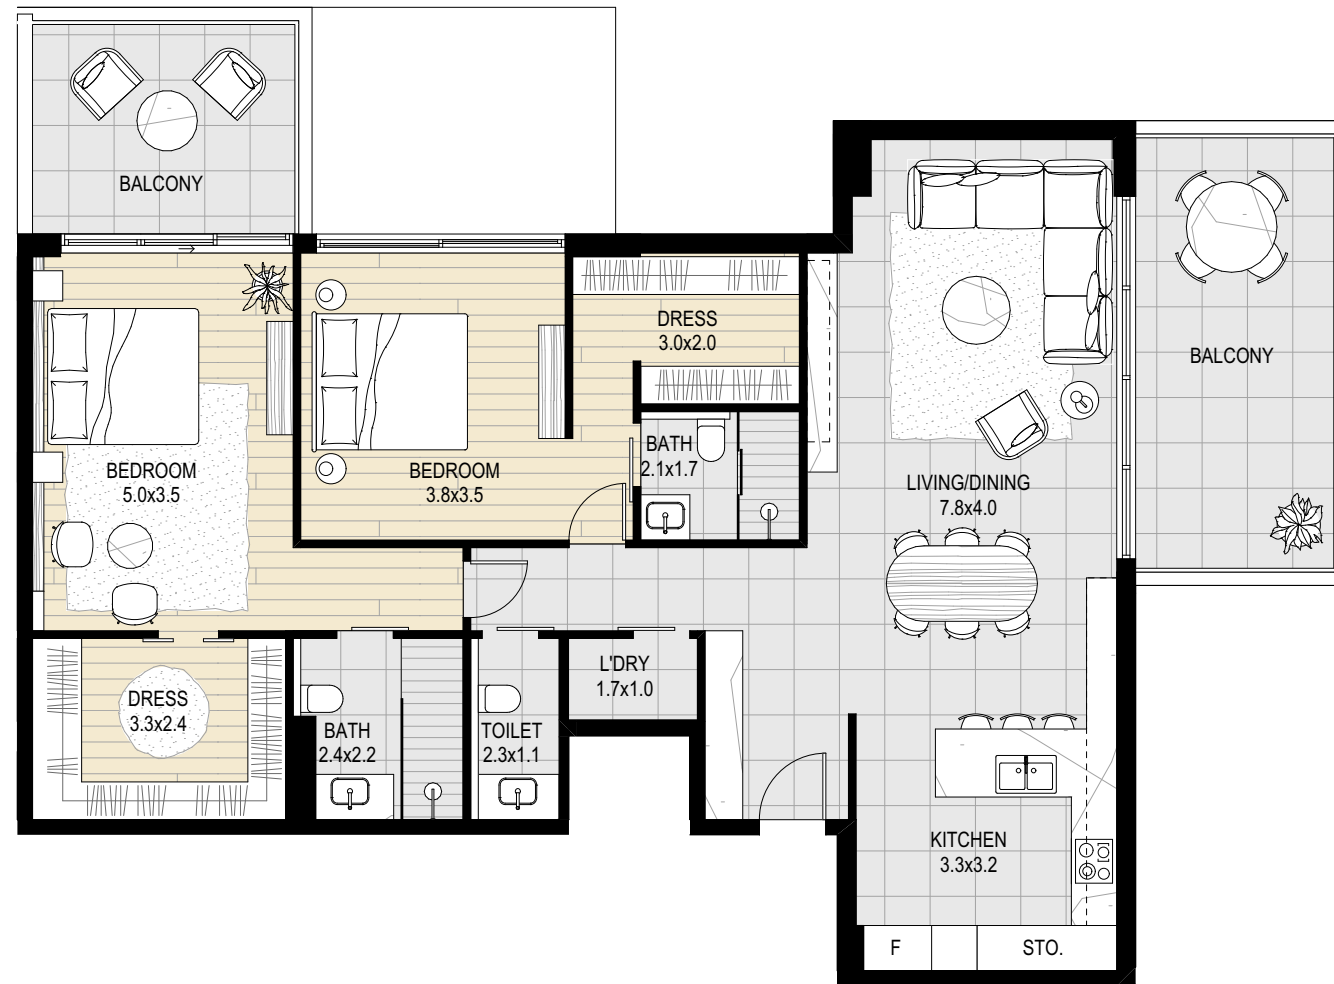 BALCONY
DRESS
3.0x2.0
BALCONY
BATH
2.1x1.7
BEDROOM
5.0x3.5
BEDROOM
3.8x3.5
LIVING/DINING
7.8x4.0
L'DRY
1.7x1.0
DRESS
3.3x2.4
BATH
2.4x2.2
TOILET
2.3x1.1
KITCHEN
3.3x3.2
F
STO.